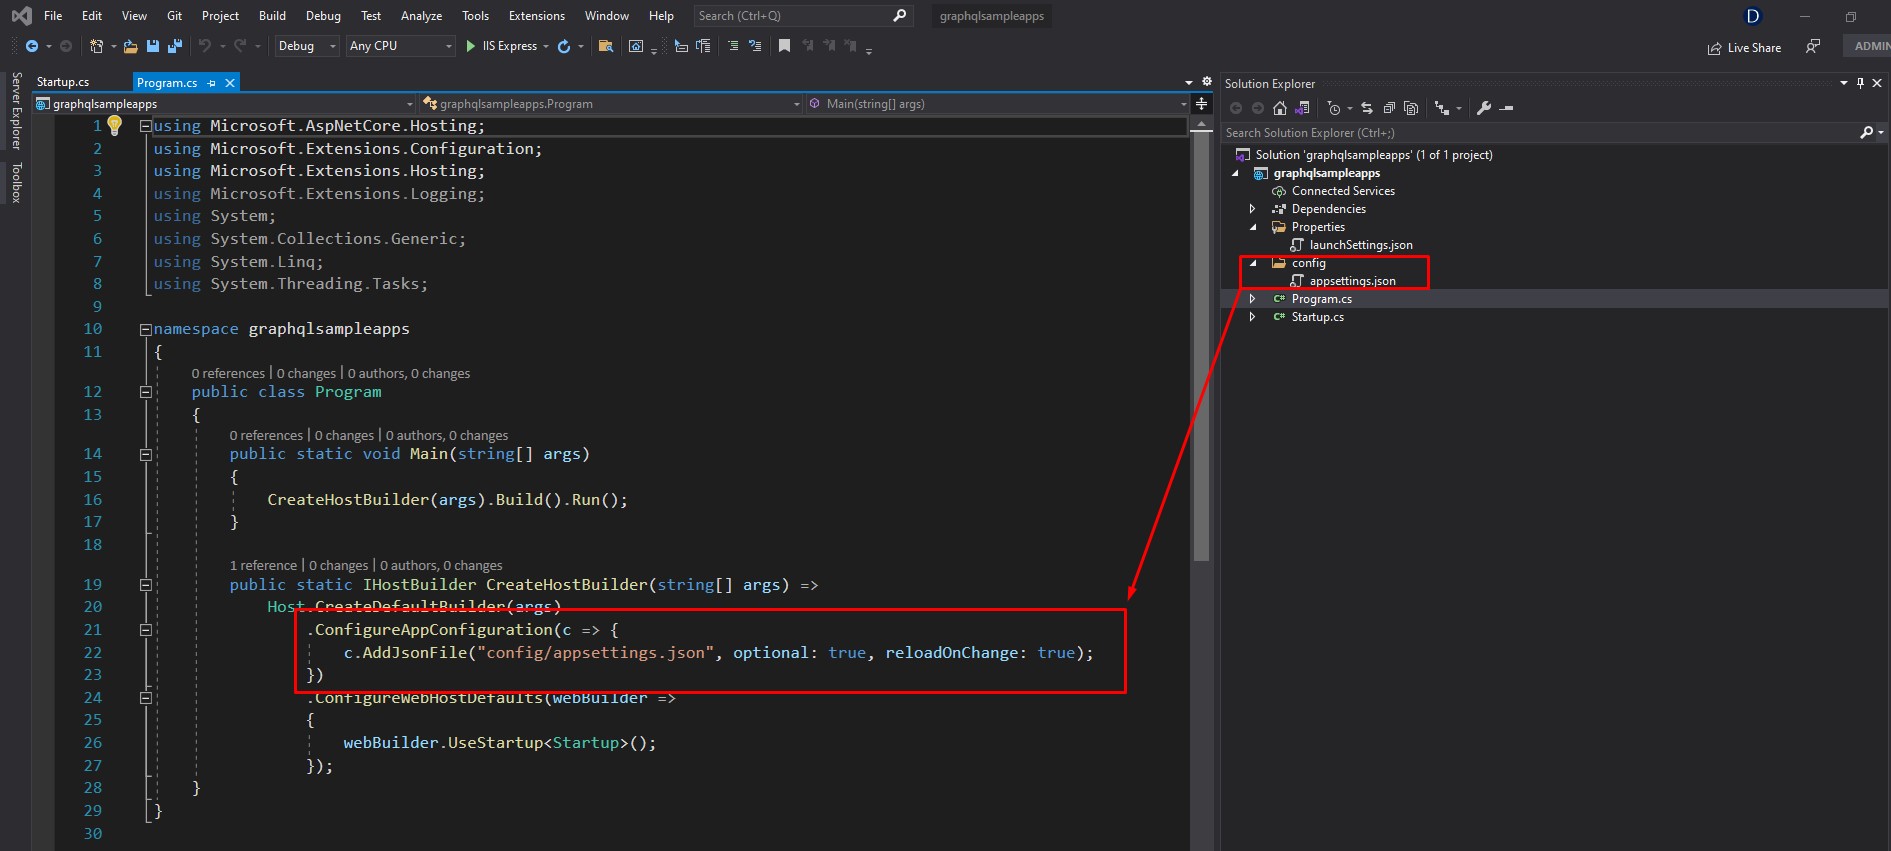 File Edit View Git Project Build Debug Test Analyze Tools Extensions Window Help Search (Ctrl+Q) graphqlsampleapps D
Debug Any CPU IIS Express Live Share ADMIN
Server Explorer
Toolbox
Startup.cs Program.cs
graphqlsampleapps graphqlsampleapps.Program Main(string[] args)
1 using Microsoft.AspNetCore.Hosting;
2 using Microsoft.Extensions.Configuration;
3 using Microsoft.Extensions.Hosting;
4 using Microsoft.Extensions.Logging;
5 using System;
6 using System.Collections.Generic;
7 using System.Linq;
8 using System.Threading.Tasks;
9
10 namespace graphqlsampleapps
11 {
0 references | 0 changes | 0 authors, 0 changes
12 public class Program
13 {
0 references | 0 changes | 0 authors, 0 changes
14 public static void Main(string[] args)
15 {
16 CreateHostBuilder(args).Build().Run();
17 }
18
1 reference | 0 changes | 0 authors, 0 changes
19 public static IHostBuilder CreateHostBuilder(string[] args) =>
20 Host.CreateDefaultBuilder(args)
21 .ConfigureAppConfiguration(c => {
22 c.AddJsonFile("config/appsettings.json", optional: true, reloadOnChange: true);
23 })
24 .ConfigureWebHostDefaults(webBuilder =>
25 {
26 webBuilder.UseStartup<Startup>();
27 });
28 }
29 }
30
Solution Explorer
Search Solution Explorer (Ctrl+;)
Solution 'graphqlsampleapps' (1 of 1 project)
graphqlsampleapps
Connected Services
Dependencies
Properties
launchSettings.json
config
appsettings.json
C# Program.cs
C# Startup.cs